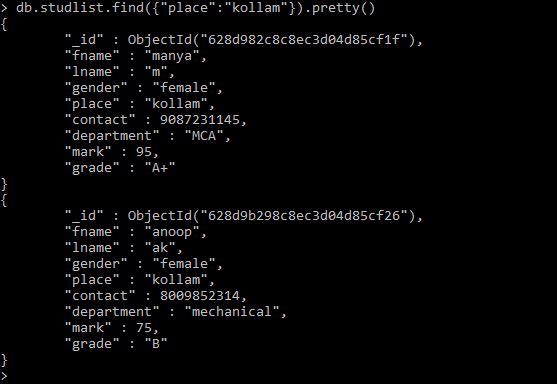 > db.studlist.find({"place":"kollam"}).pretty()
{
        "_id" : ObjectId("628d982c8c8ec3d04d85cf1f"),
        "fname" : "manya",
        "lname" : "m",
        "gender" : "female",
        "place" : "kollam",
        "contact" : 9087231145,
        "department" : "MCA",
        "mark" : 95,
        "grade" : "A+"
}
{
        "_id" : ObjectId("628d9b298c8ec3d04d85cf26"),
        "fname" : "anoop",
        "lname" : "ak",
        "gender" : "female",
        "place" : "kollam",
        "contact" : 8009852314,
        "department" : "mechanical",
        "mark" : 75,
        "grade" : "B"
}
>